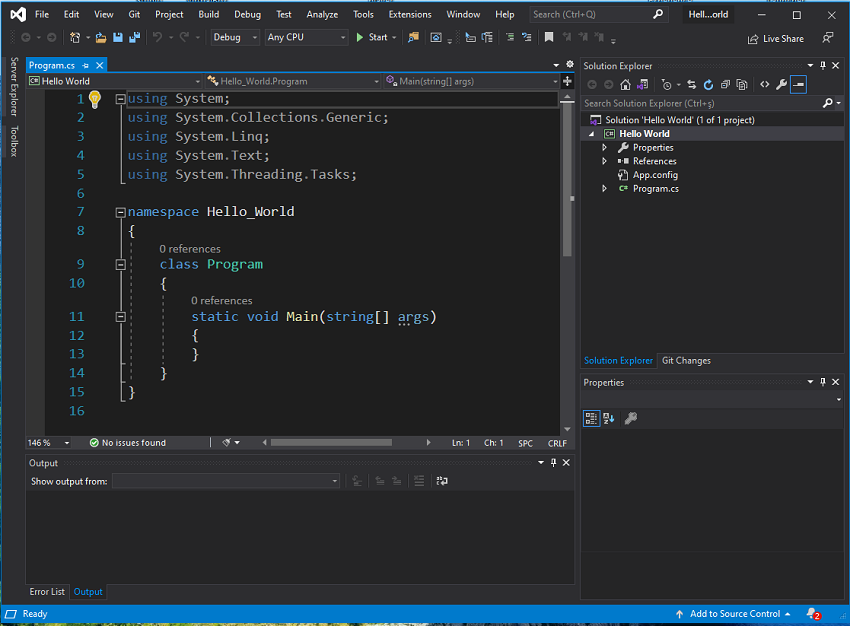 File Edit View Git Project Build Debug Test Analyze Tools Extensions Window Help Search (Ctrl+Q) Hell...orld
Debug Any CPU Start Live Share
Server Explorer
Toolbox
Program.cs
Hello World Hello_World.Program Main(string[] args)
1 using System;
2 using System.Collections.Generic;
3 using System.Linq;
4 using System.Text;
5 using System.Threading.Tasks;
6
7 namespace Hello_World
8 {
0 references
9 class Program
10 {
0 references
11 static void Main(string[] args)
12 {
13 }
14 }
15 }
16
146 % No issues found Ln: 1 Ch: 1 SPC CRLF
Output
Show output from:
Error List Output
Solution Explorer
Search Solution Explorer (Ctrl+ş)
Solution 'Hello World' (1 of 1 project)
Hello World
Properties
References
App.config
Program.cs
Solution Explorer Git Changes
Properties
Ready Add to Source Control 2